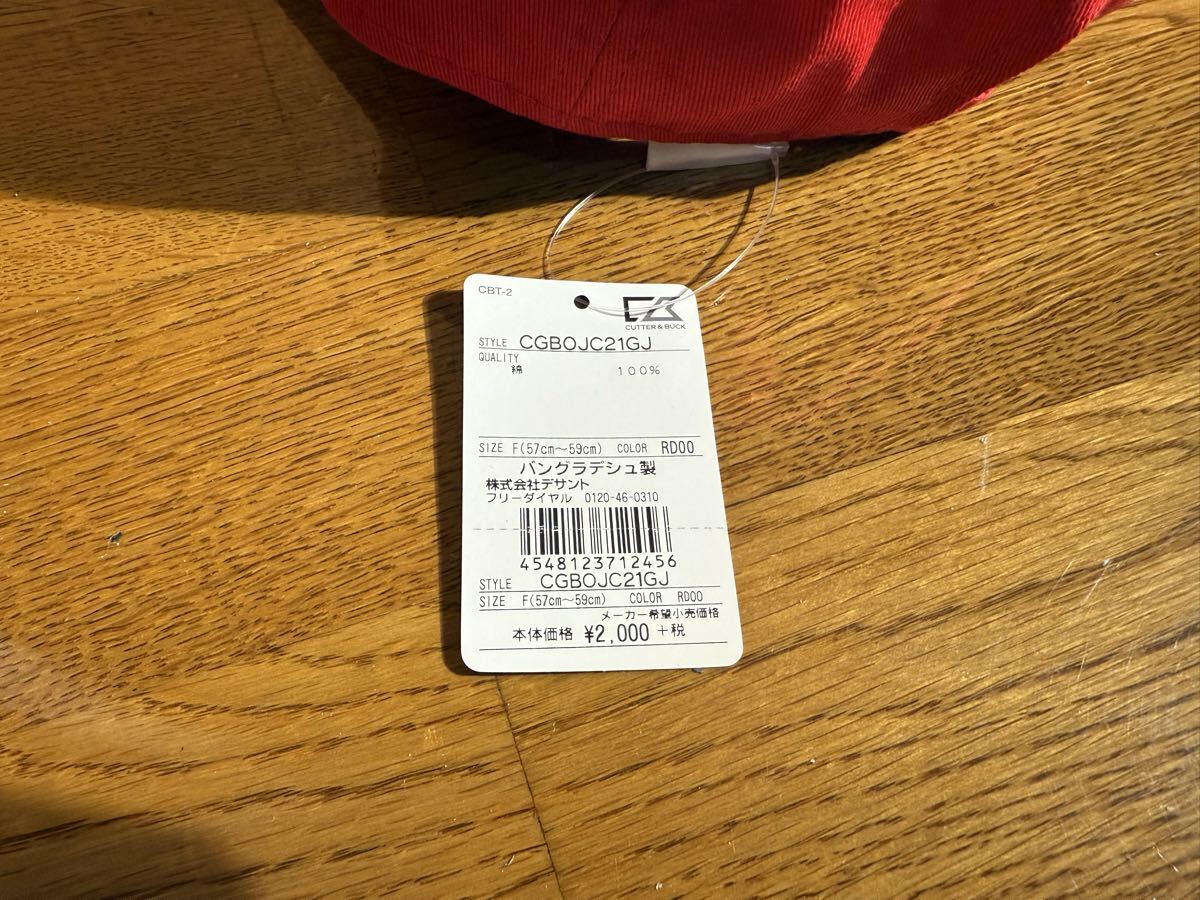 CBT-2
CUTTER & BUCK
STYLE CGBOJC21GJ
QUALITY
綿 100%
SIZE F(57cm〜59cm) COLOR RD00
バングラデシュ製
株式会社デサント
フリーダイヤル 0120-46-0310
4548123712456
STYLE CGBOJC21GJ
SIZE F(57cm〜59cm) COLOR RD00
メーカー希望小売価格
本体価格 ¥2,000 +税